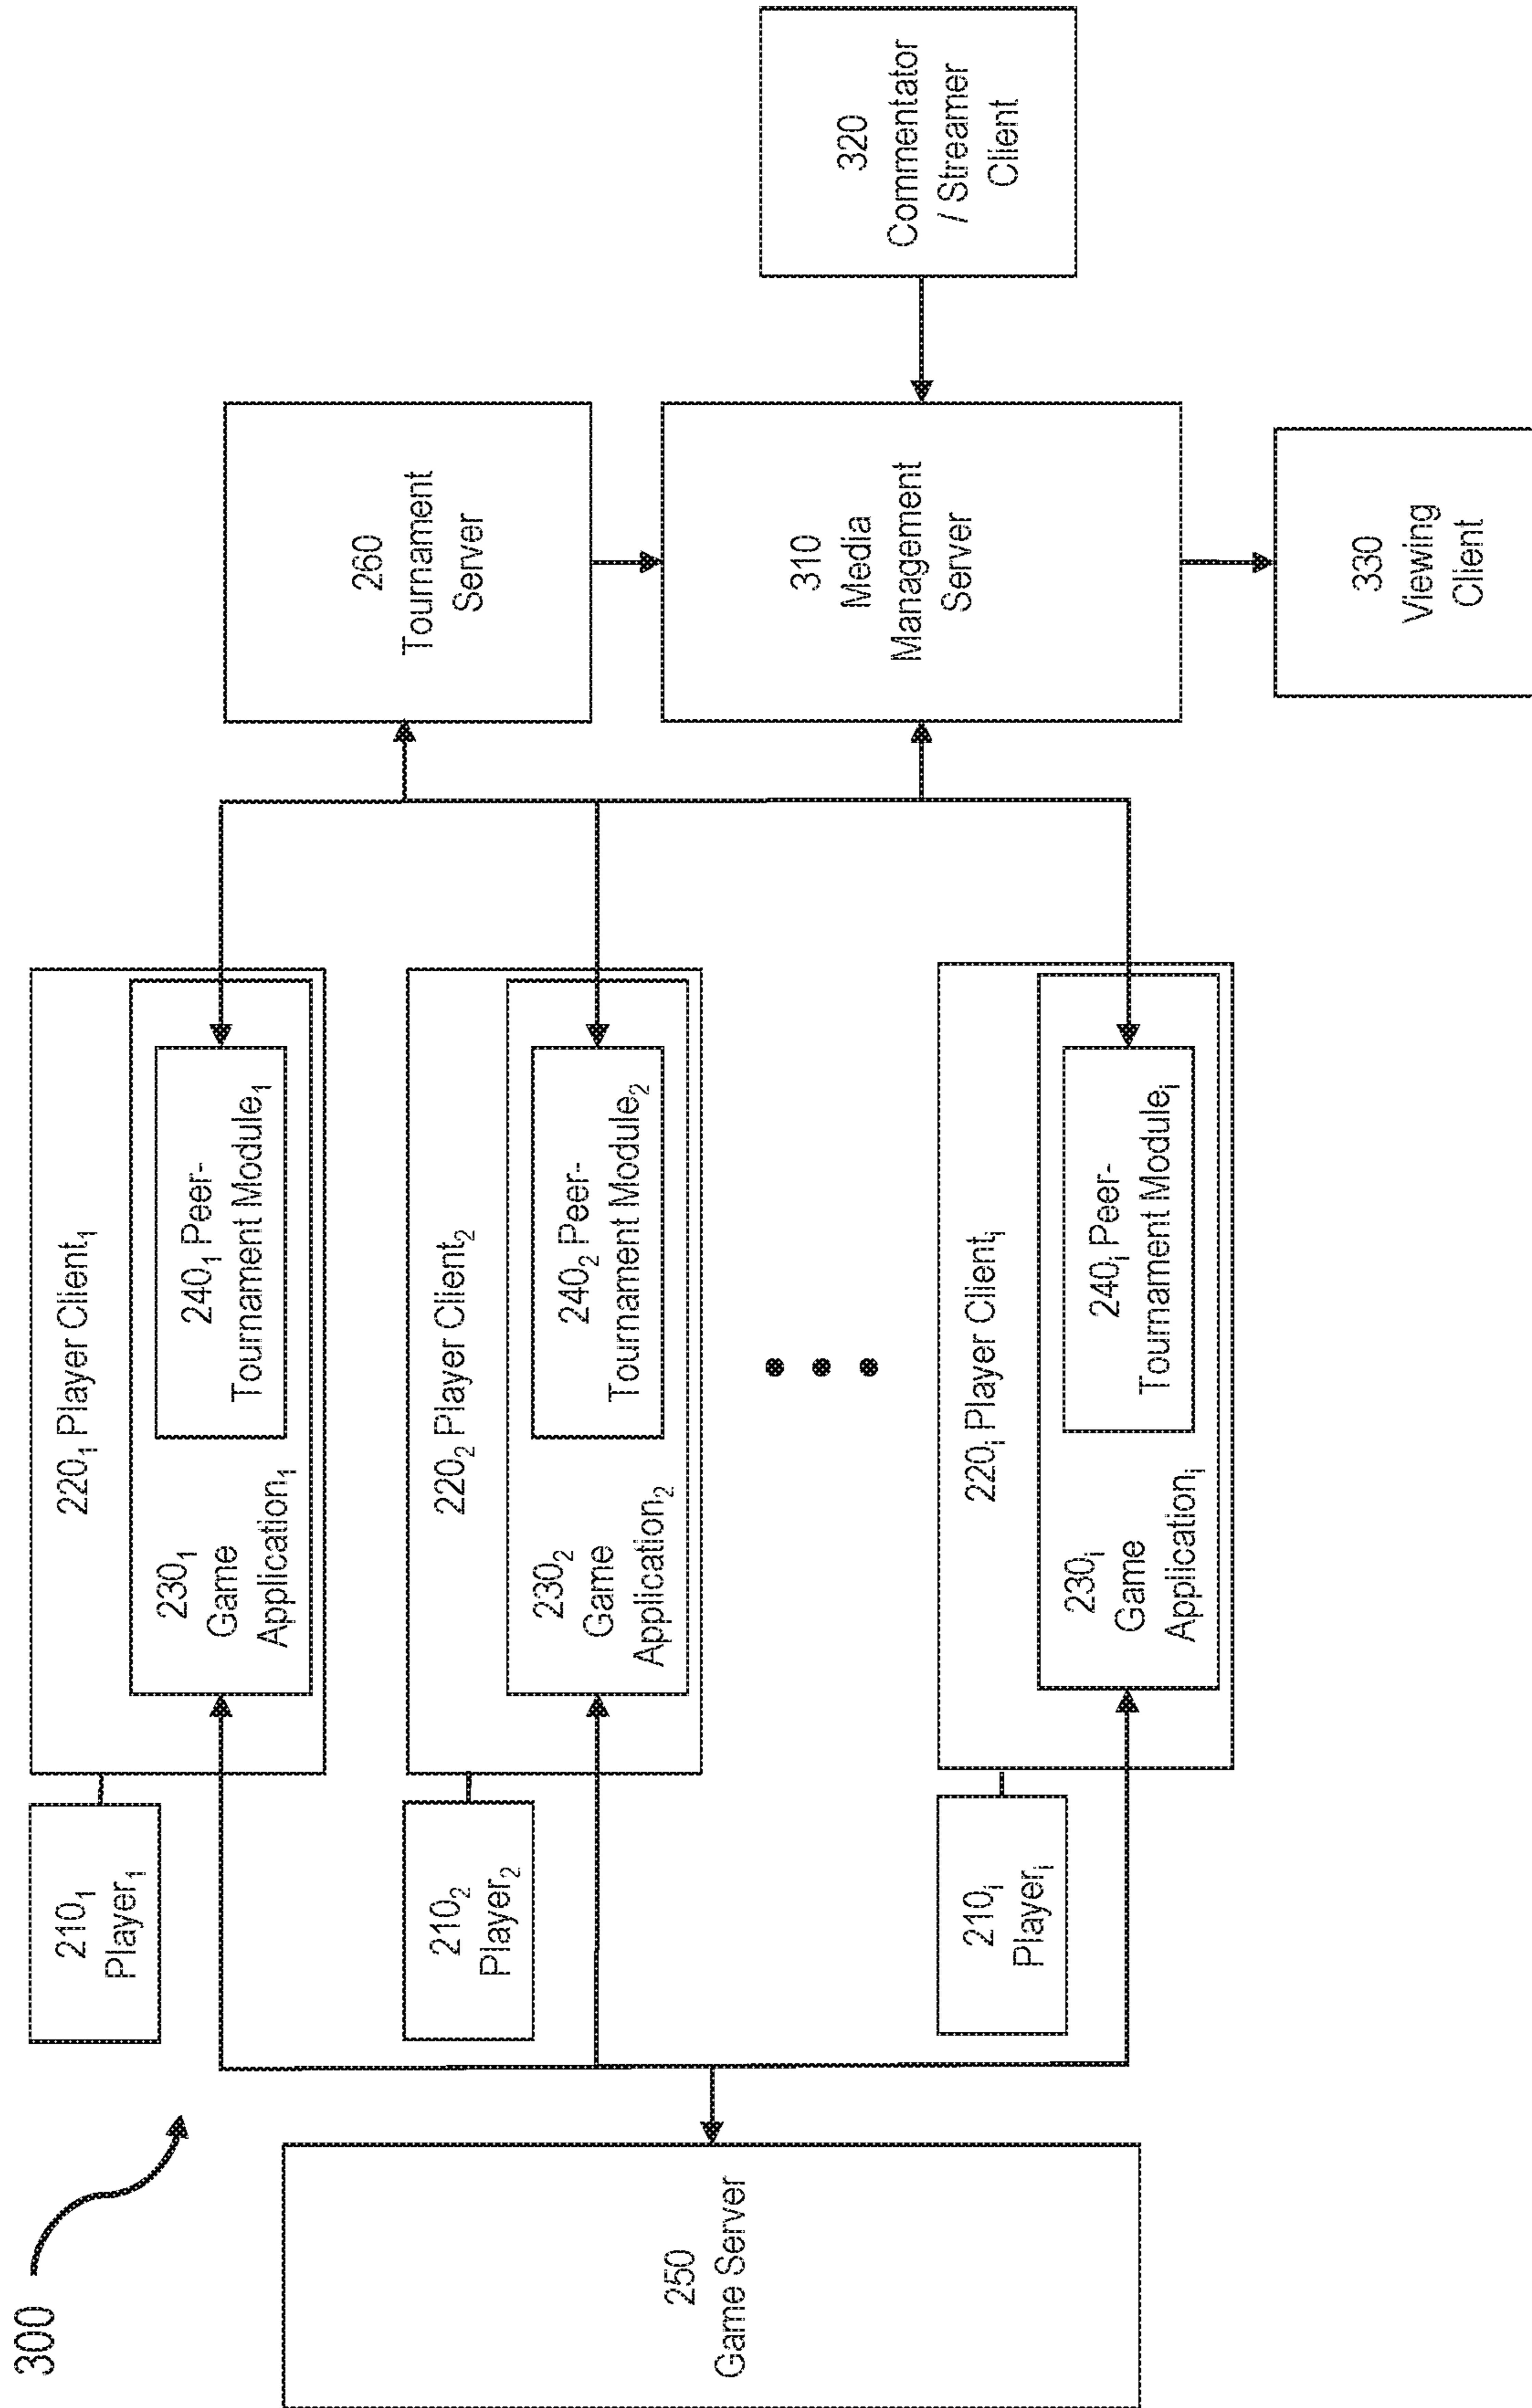 300
250
Game Server
210₁
Player₁
220₁ Player Client₁
230₁
Game
Application₁
240₁ Peer-
Tournament Module₁
210₂
Player₂
220₂ Player Client₂
230₂
Game
Application₂
240₂ Peer-
Tournament Module₂
210ᵢ
Playerᵢ
220ᵢ Player Clientᵢ
230ᵢ
Game
Applicationᵢ
240ᵢ Peer-
Tournament Moduleᵢ
260
Tournament
Server
310
Media
Management
Server
320
Commentator
/ Streamer
Client
330
Viewing
Client